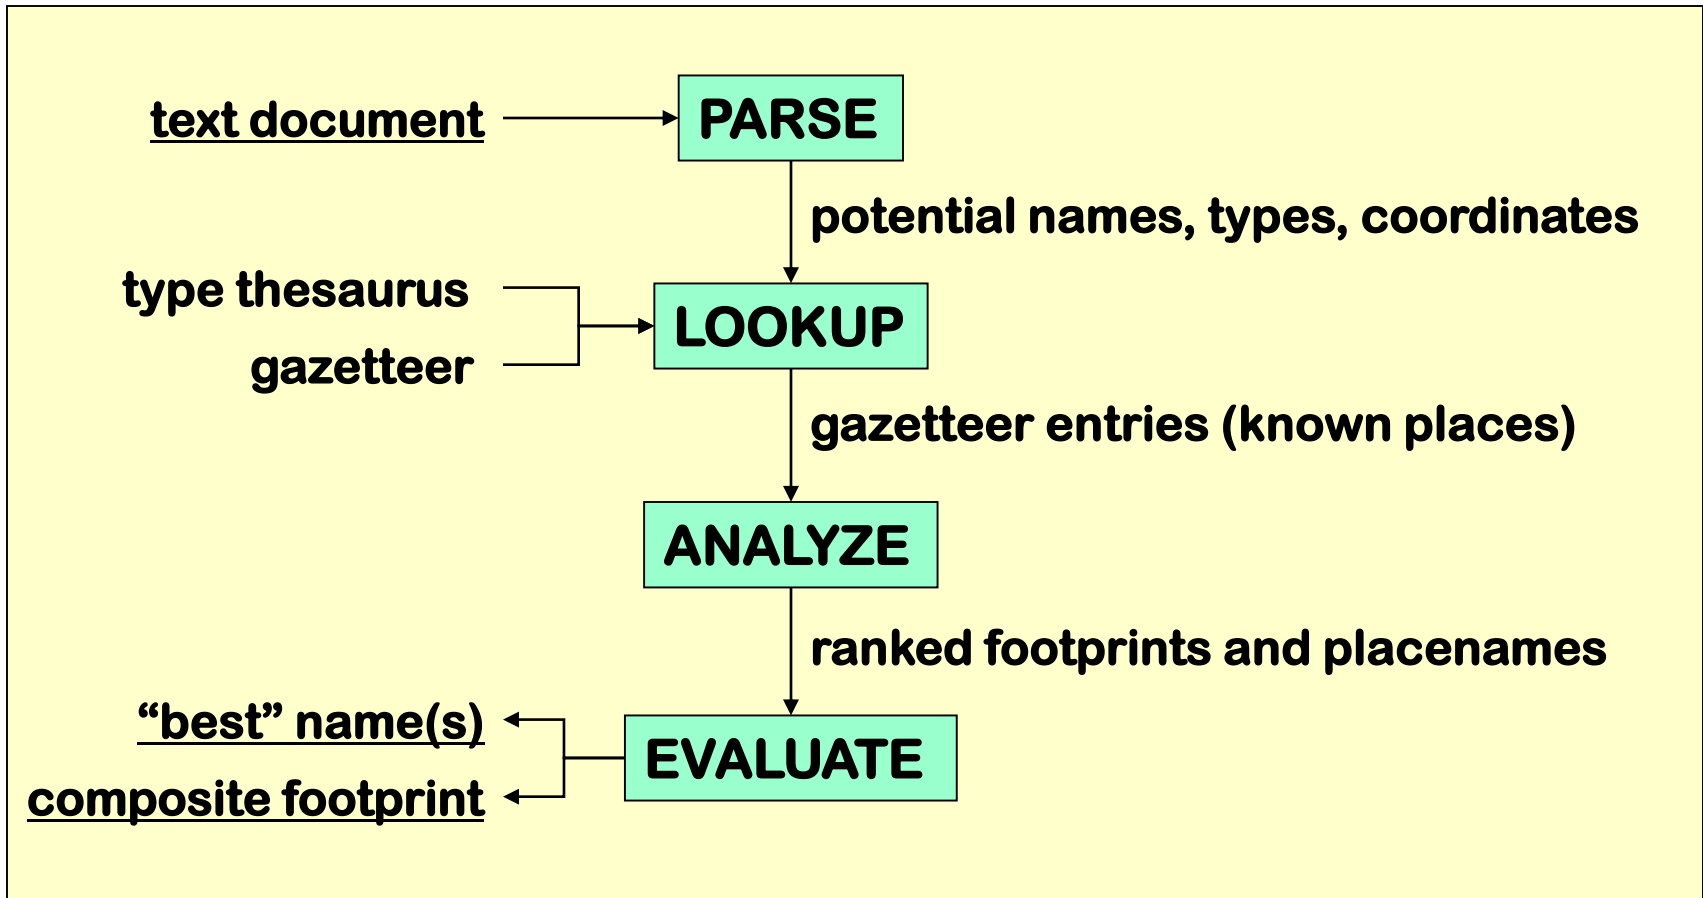 text document
PARSE
potential names, types, coordinates
type thesaurus
LOOKUP
gazetteer
gazetteer entries (known places)
ANALYZE
ranked footprints and placenames
“best” name(s)
EVALUATE
composite footprint